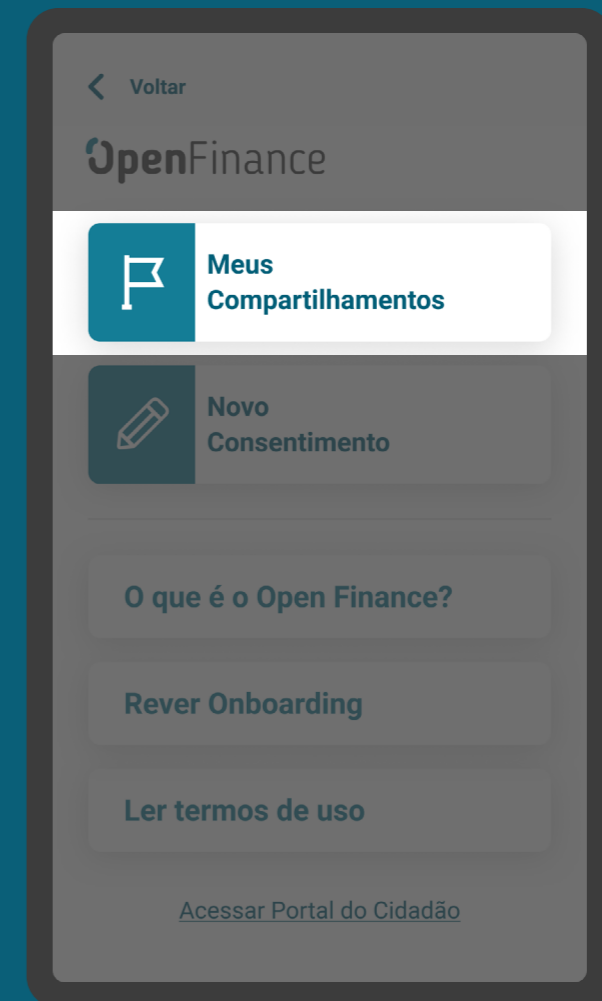 Voltar
OpenFinance
Meus
Compartilhamentos
Novo
Consentimento
O que é o Open Finance?
Rever Onboarding
Ler termos de uso
Acessar Portal do Cidadão